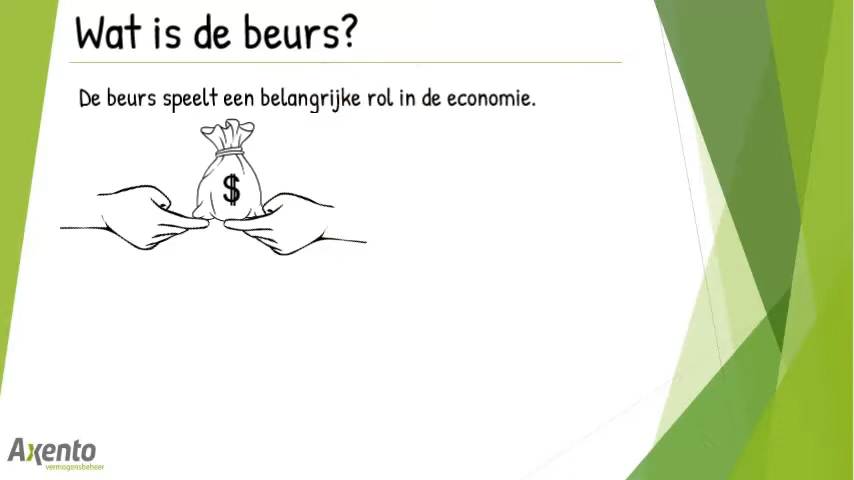 Wat is de beurs?
De beurs speelt een belangrijke rol in de economie.
$
Axento
vermogensbeheer